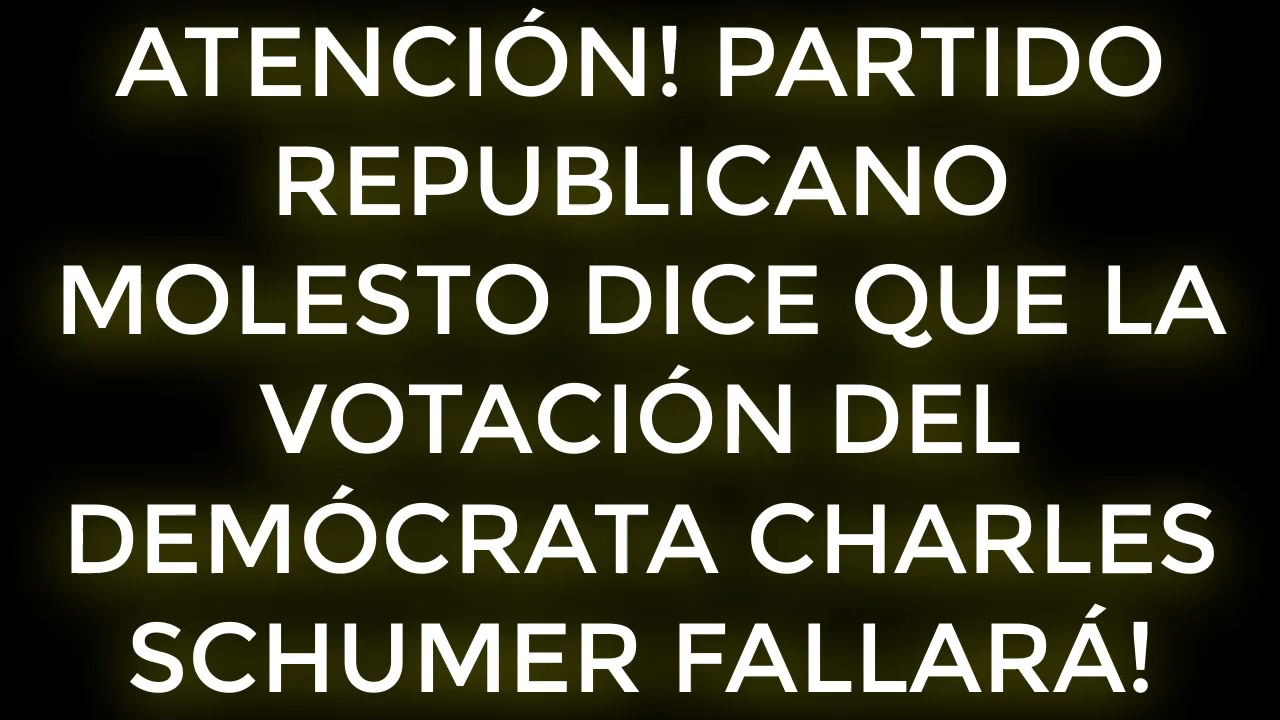 ATENCIÓN! PARTIDO
REPUBLICANO
MOLESTO DICE QUE LA
VOTACIÓN DEL
DEMÓCRATA CHARLES
SCHUMER FALLARÁ!